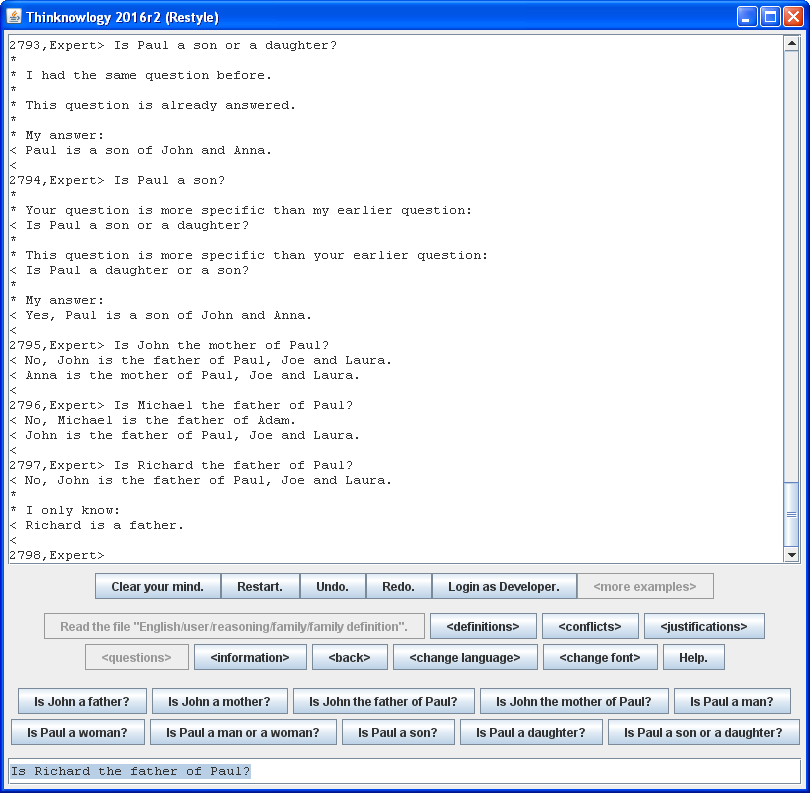 Thinknowlogy 2016r2 (Restyle)
2793,Expert> Is Paul a son or a daughter?
*
* I had the same question before.
*
* This question is already answered.
*
* My answer:
< Paul is a son of John and Anna.
<
2794,Expert> Is Paul a son?
*
* Your question is more specific than my earlier question:
< Is Paul a son or a daughter?
*
* This question is more specific than your earlier question:
< Is Paul a daughter or a son?
*
* My answer:
< Yes, Paul is a son of John and Anna.
<
2795,Expert> Is John the mother of Paul?
< No, John is the father of Paul, Joe and Laura.
< Anna is the mother of Paul, Joe and Laura.
<
2796,Expert> Is Michael the father of Paul?
< No, Michael is the father of Adam.
< John is the father of Paul, Joe and Laura.
<
2797,Expert> Is Richard the father of Paul?
< No, John is the father of Paul, Joe and Laura.
*
* I only know:
< Richard is a father.
<
2798,Expert>
Clear your mind. Restart. Undo. Redo. Login as Developer. <more examples>
Read the file "English/user/reasoning/family/family definition". <definitions> <conflicts> <justifications>
<questions> <information> <back> <change language> <change font> Help.
Is John a father? Is John a mother? Is John the father of Paul? Is John the mother of Paul? Is Paul a man?
Is Paul a woman? Is Paul a man or a woman? Is Paul a son? Is Paul a daughter? Is Paul a son or a daughter?
Is Richard the father of Paul?